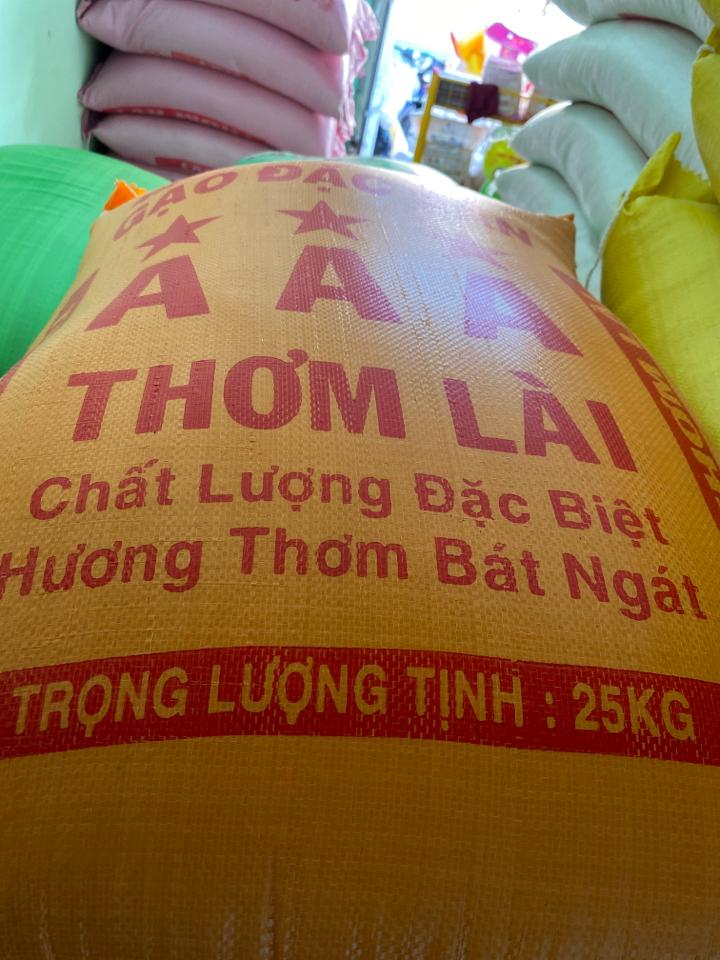 GẠO ĐẶC
A A A
THƠM LÀI
Chất Lượng Đặc Biệt
Hương Thơm Bát Ngát
TRỌNG LƯỢNG TỊNH : 25KG